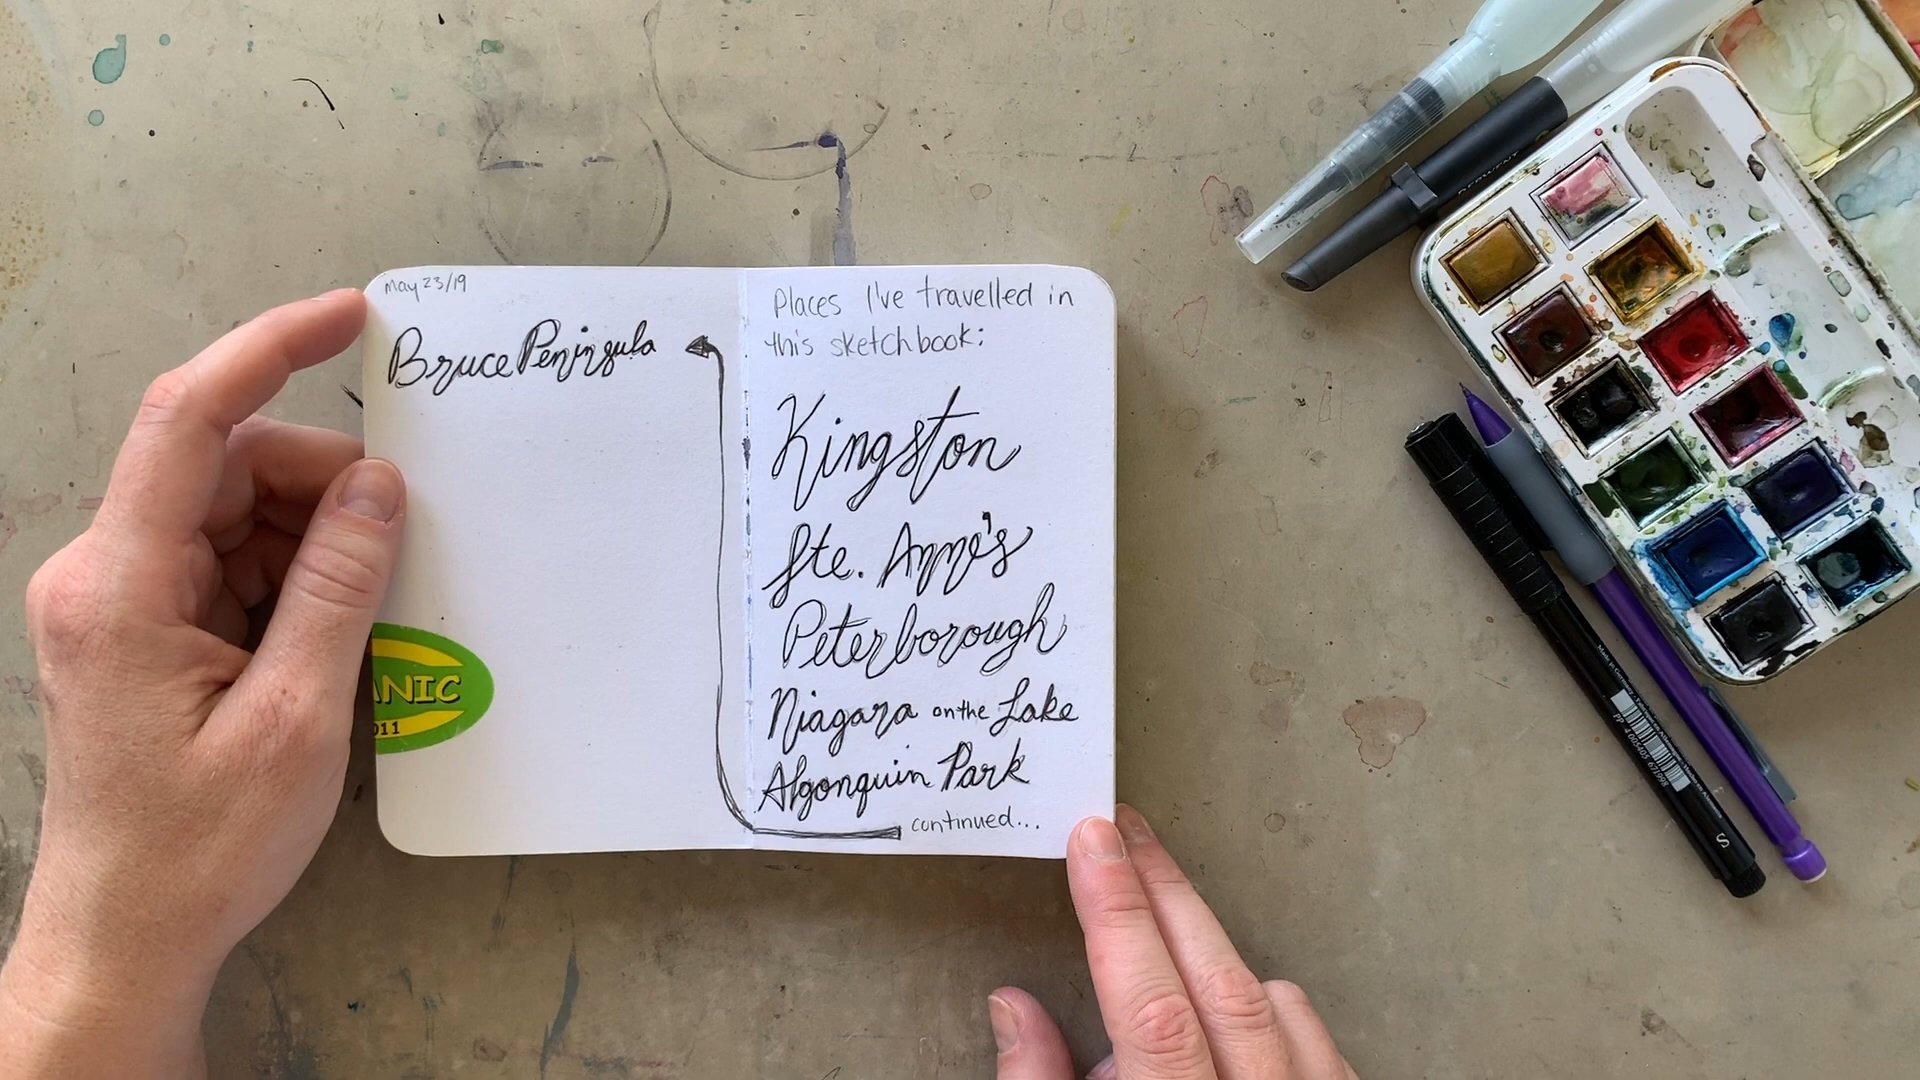 May 23/19
Bruce Peninsula
ANIC
011
Places I've travelled in
this sketchbook:
Kingston
Ste. Anne's
Peterborough
Niagara on the Lake
Algonquin Park
continued...
S